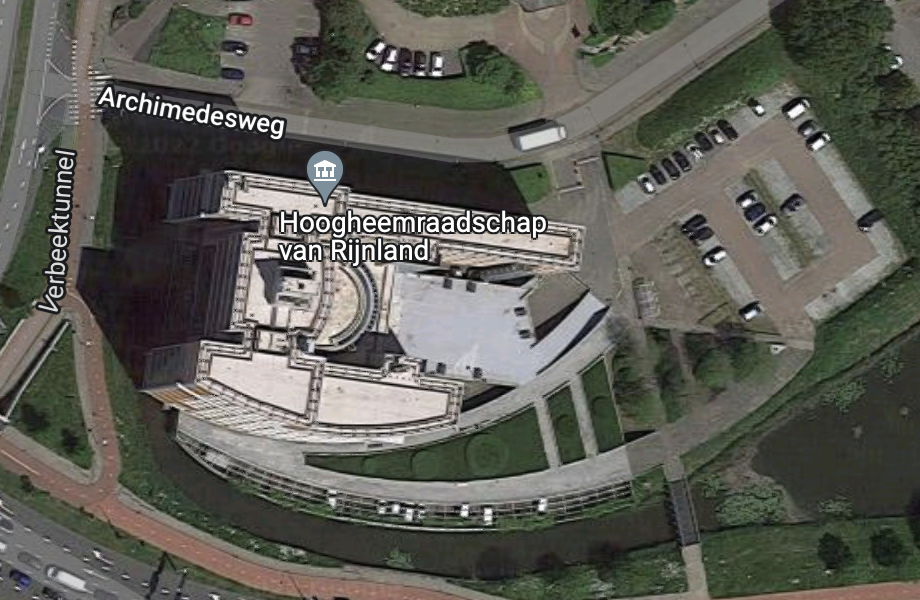 Archimedesweg
Verbeektunnel
Hoogheemraadschap
van Rijnland